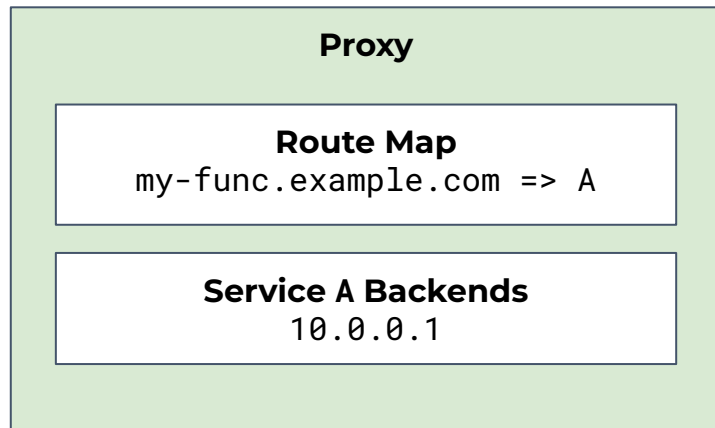 Proxy
Route Map
my-func.example.com => A
Service A Backends
10.0.0.1